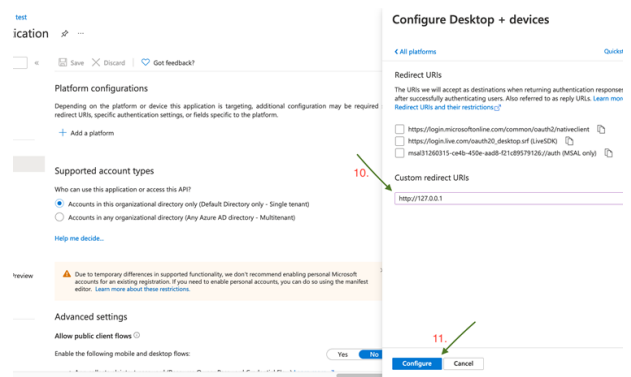 test
ication
...
«
Save
Discard
Got feedback?
Platform configurations
Depending on the platform or device this application is targeting, additional configuration may be required
redirect URIs, specific authentication settings, or fields specific to the platform.
Add a platform
Supported account types
Who can use this application or access this API?
Accounts in this organizational directory only (Default Directory only - Single tenant)
Accounts in any organizational directory (Any Azure AD directory - Multitenant)
Help me decide...
Preview
Due to temporary differences in supported functionality, we don't recommend enabling personal Microsoft
accounts for an existing registration. If you need to enable personal accounts, you can do so using the manifest
editor. Learn more about these restrictions.
Advanced settings
Allow public client flows
Enable the following mobile and desktop flows:
Yes
No
Configure Desktop + devices
All platforms
Quickst
Redirect URIs
The URIs we will accept as destinations when returning authentication responses
after successfully authenticating users. Also referred to as reply URLs. Learn more
Redirect URIs and their restrictions
https://login.microsoftonline.com/common/oauth2/nativeclient
https://login.live.com/oauth20_desktop.srf (LiveSDK)
msal31260315-ce4b-450e-aad8-f21c89579126://auth (MSAL only)
10.
Custom redirect URIs
http://127.0.0.1
11.
Configure
Cancel